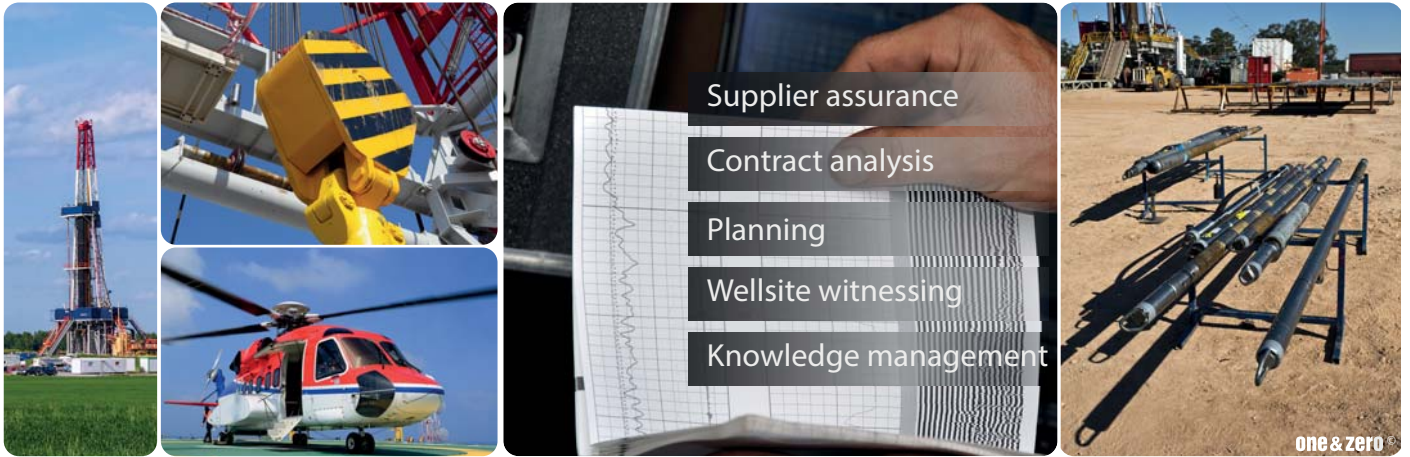 Supplier assurance
Contract analysis
Planning
Wellsite witnessing
Knowledge management
one & zero ©